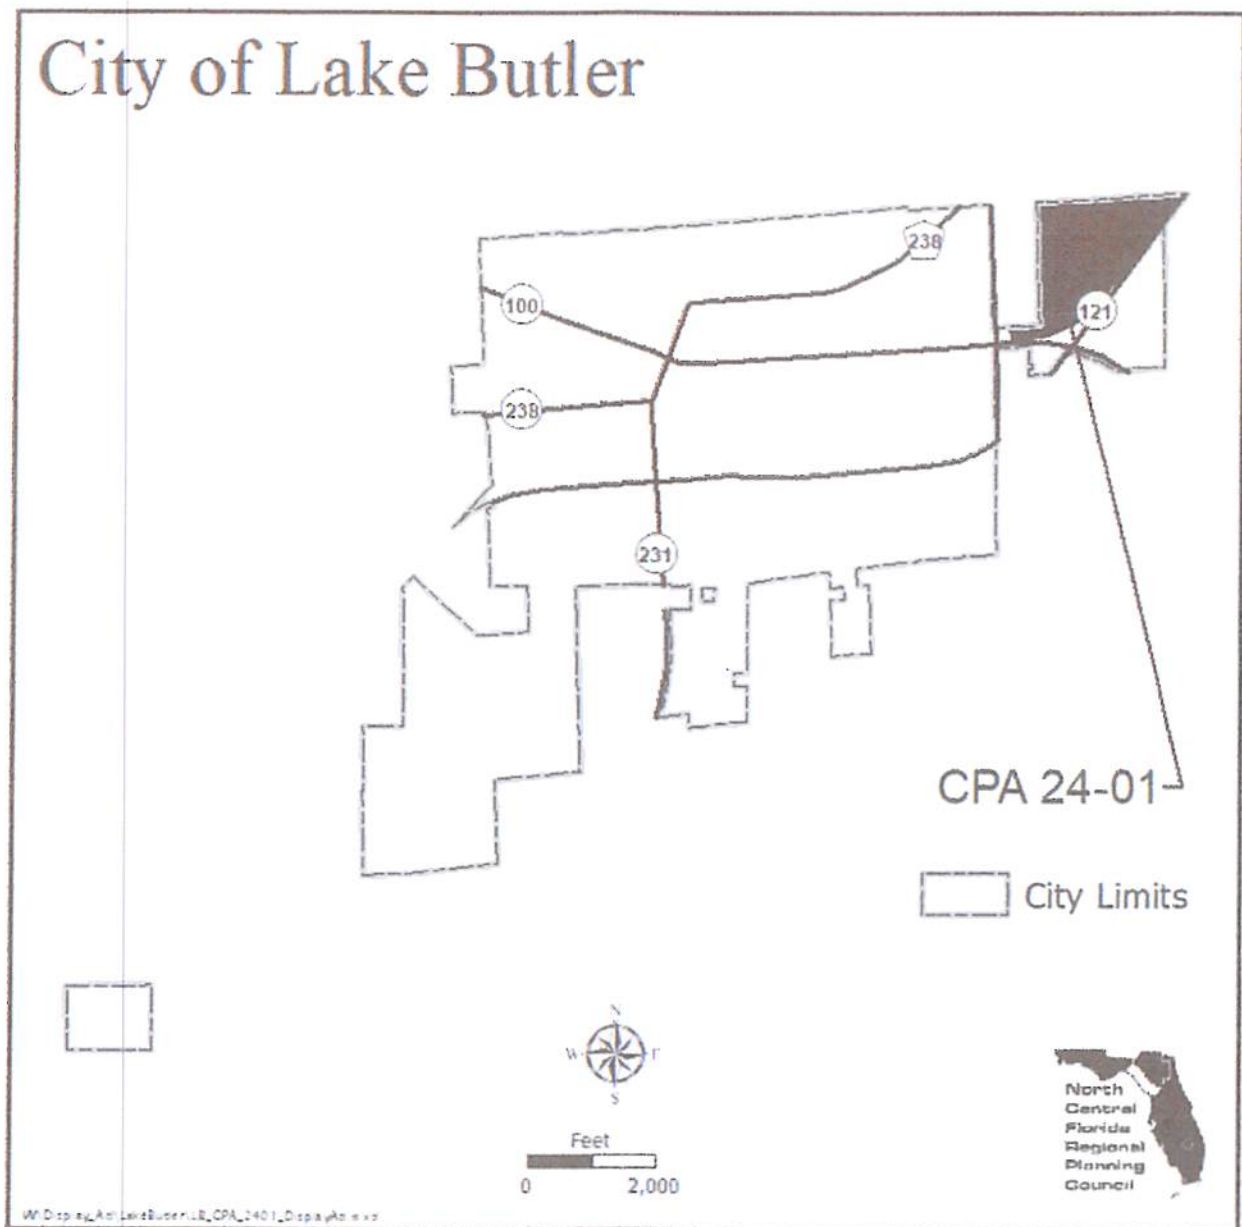 City of Lake Butler
238
100
121
238
231
CPA 24-01
City Limits
N
W
E
S
Feet
0 2,000
North
Central
Florida
Regional
Planning
Council